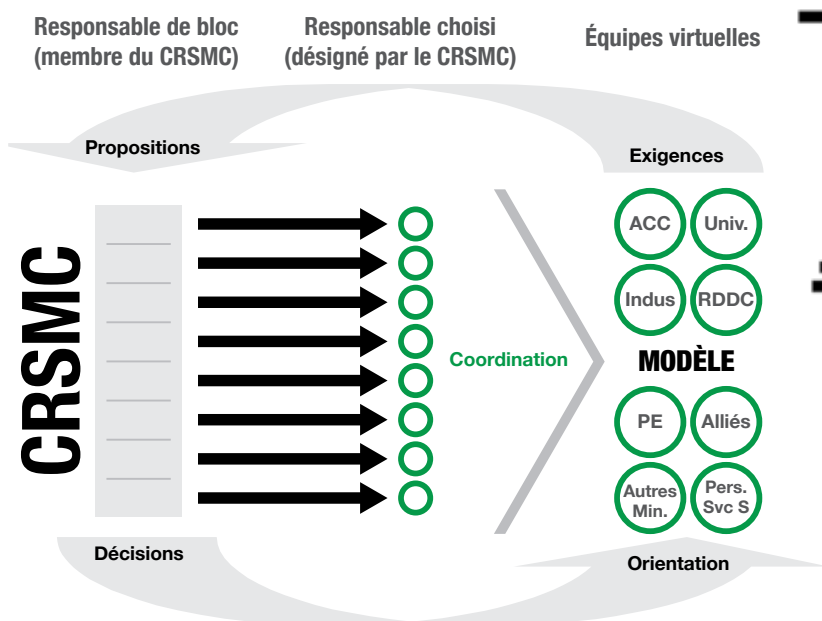 Responsable de bloc
(membre du CRSMC)
Responsable choisi
(désigné par le CRSMC)
Équipes virtuelles
Propositions
Exigences
CRSMC
ACC
Univ.
Indus
RDDC
Coordination
MODÈLE
PE
Alliés
Autres
Min.
Pers.
Svc S
Décisions
Orientation